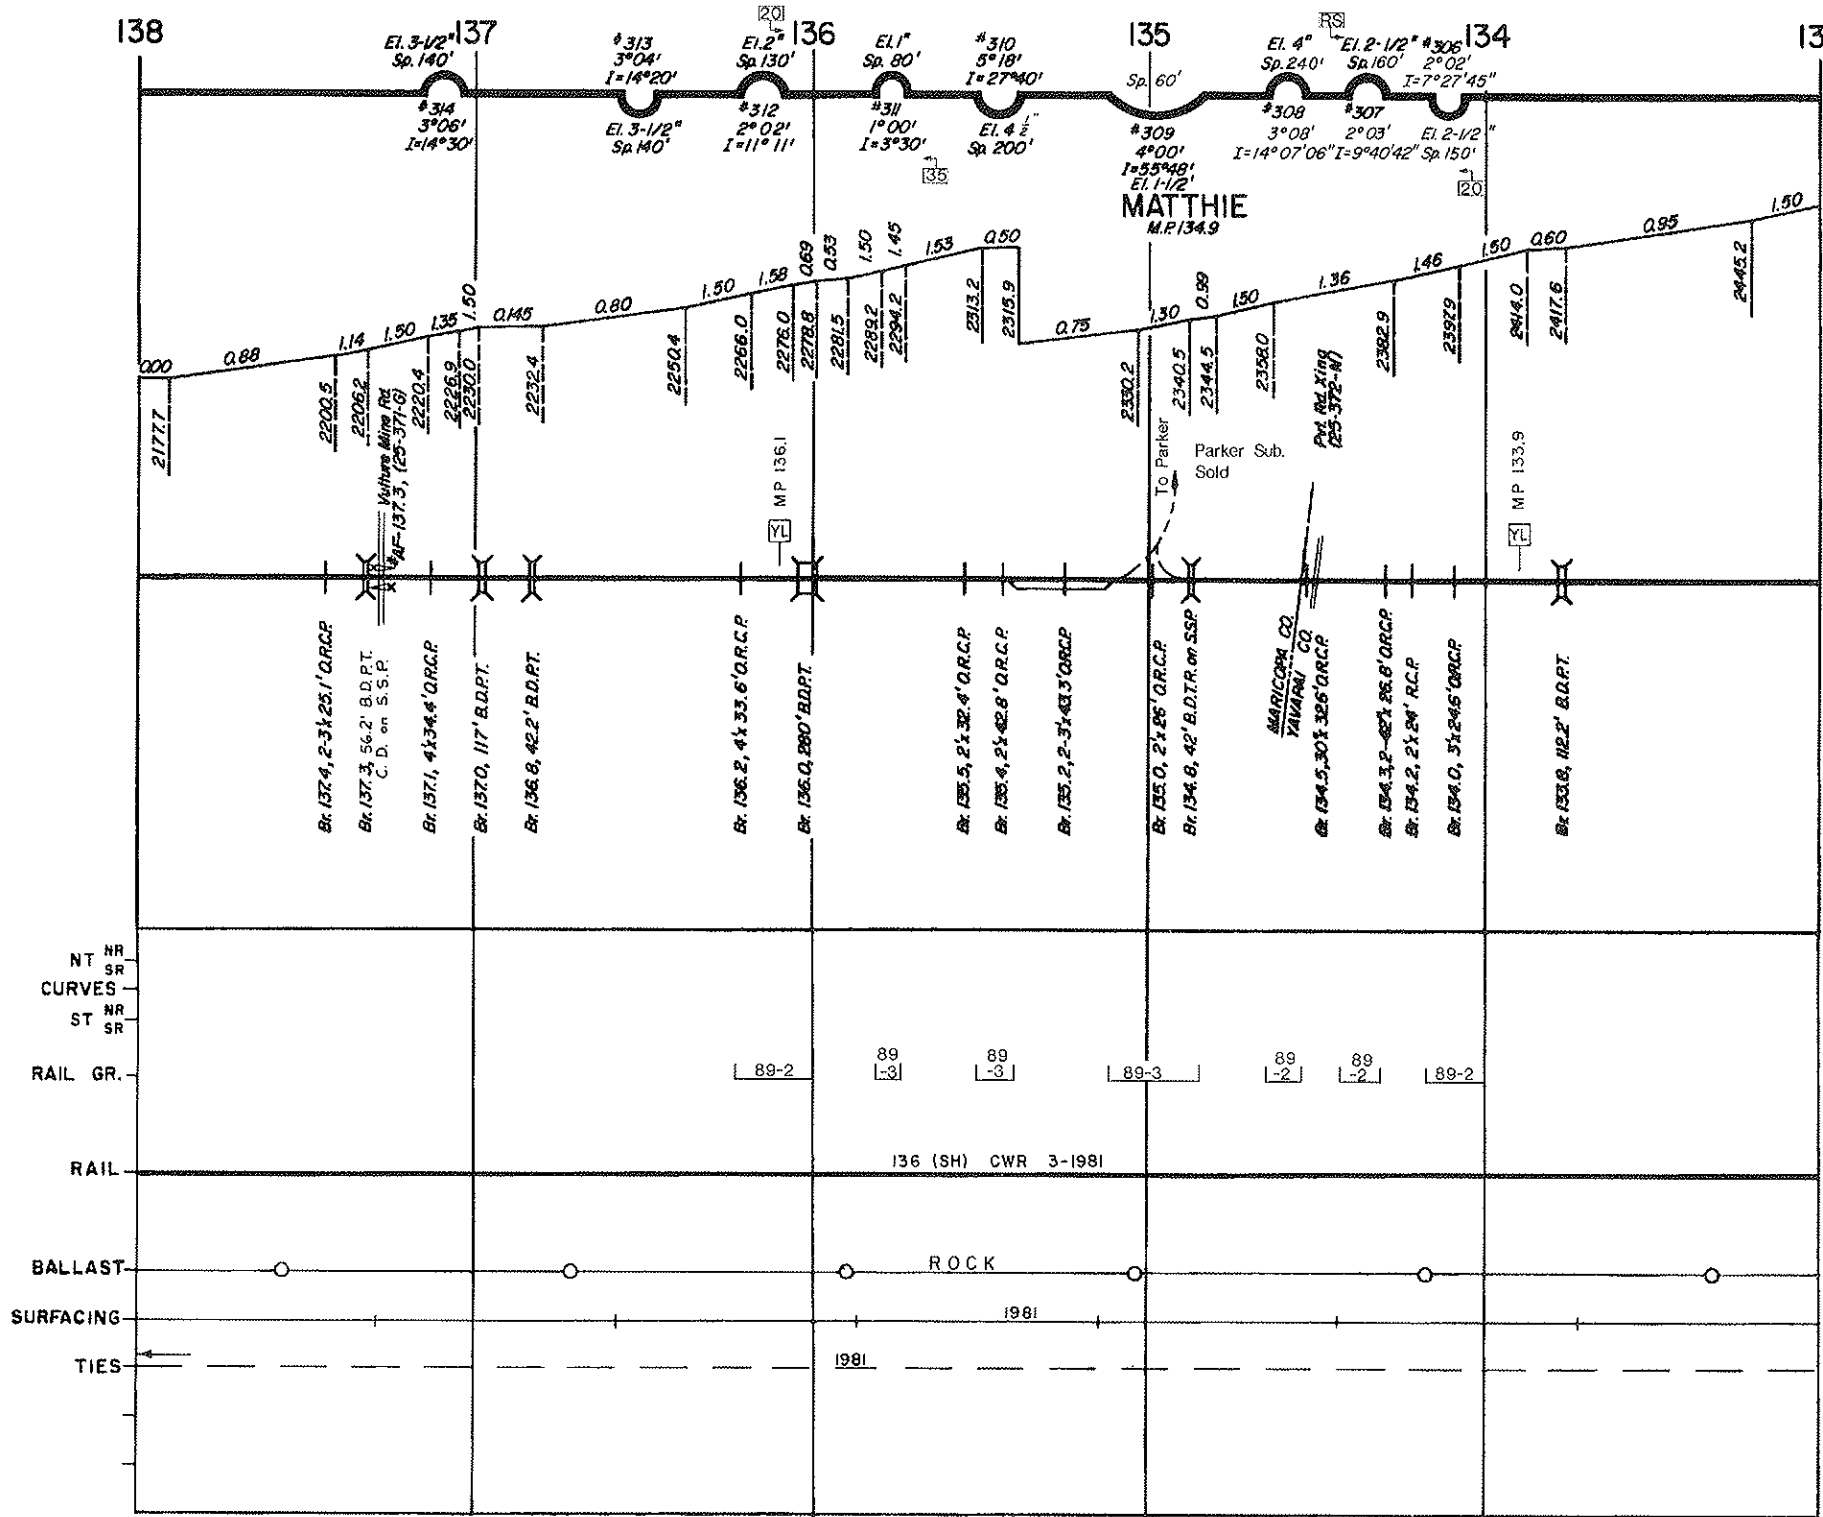 138
137
136
135
134
13
20
RS
El. 3-1/2"
Sp. 140'
#314
3°06'
I=14°30'
#313
3°04'
I=14°20'
El. 3-1/2"
Sp. 140'
El. 2"
Sp. 130'
#312
2°02'
I=11°11'
El. 1"
Sp. 80'
#311
1°00'
I=3°30'
35
#310
5°18'
I=27°40'
El. 4 1/2"
Sp. 200'
Sp. 60'
#309
4°00'
I=55°48'
El. 1-1/2'
El. 4"
Sp. 240'
#308
3°08'
I=14°07'06"
El. 2-1/2"
Sp. 160'
#307
2°03'
I=9°40'42"
#306
2°02'
I=7°27'45"
El. 2-1/2"
Sp. 150'
20
MATTHIE
M.P. 134.9
0.00
0.88
1.14
1.50
1.35
1.50
0.145
0.80
1.50
1.58
0.69
0.53
1.50
1.45
1.53
0.50
0.75
1.30
0.99
1.50
1.36
1.46
1.50
0.60
0.95
1.50
2177.7
2200.5
2206.2
2220.4
2226.9
2230.0
2232.4
2250.4
2266.0
2276.0
2278.8
2281.5
2289.2
2294.2
2313.2
2315.9
2330.2
2340.5
2344.5
2358.0
2382.9
2397.9
2414.0
2417.6
2445.2
Vulture Mine Rd.
#AF-137.3, (25-371-G)
YL MP 136.1
To Parker
Parker Sub.
Sold
Pvt. Rd. Xing
(25-372-W)
YL MP 133.9
Br. 137.4, 2-3'x25.1' O.R.C.P.
Br. 137.3, 56.2' B.D.P.T.
C. D. on S.S.P.
Br. 137.1, 4'x34.4' O.R.C.P.
Br. 137.0, 117' B.D.P.T.
Br. 136.8, 42.2' B.D.P.T.
Br. 136.2, 4'x33.6' O.R.C.P.
Br. 136.0, 280' B.D.P.T.
Br. 135.5, 2'x32.4' O.R.C.P.
Br. 135.4, 2'x42.8' O.R.C.P.
Br. 135.2, 2-3'x43.3' O.R.C.P.
Br. 135.0, 2'x26' O.R.C.P.
Br. 134.8, 42' B.D.T.R. on S.S.P.
MARICOPA CO.
YAVAPAI CO.
Br. 134.5, 30"x32.6' O.R.C.P.
Br. 134.3, 2-42"x26.8' O.R.C.P.
Br. 134.2, 2'x24' R.C.P.
Br. 134.0, 3'x24.6' O.R.C.P.
Br. 133.8, 112.2' B.D.P.T.
NT NR
SR
CURVES
ST NR
SR
RAIL GR.
89-2
89
-3
89
-3
89-3
89
-2
89
-2
89-2
RAIL
136 (SH) CWR 3-1981
BALLAST
ROCK
SURFACING
1981
TIES
1981